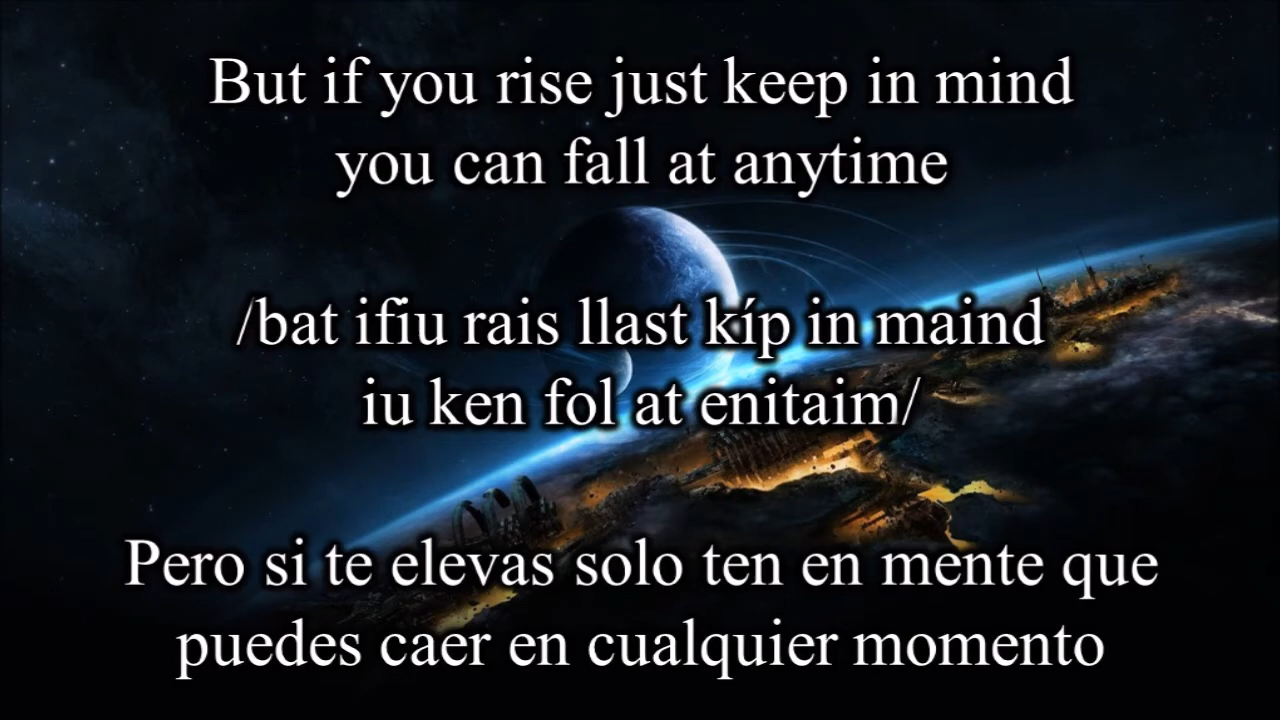 But if you rise just keep in mind
you can fall at anytime
/bat ifiu rais llast kíp in maind
iu ken fol at enitaim/
Pero si te elevas solo ten en mente que
puedes caer en cualquier momento